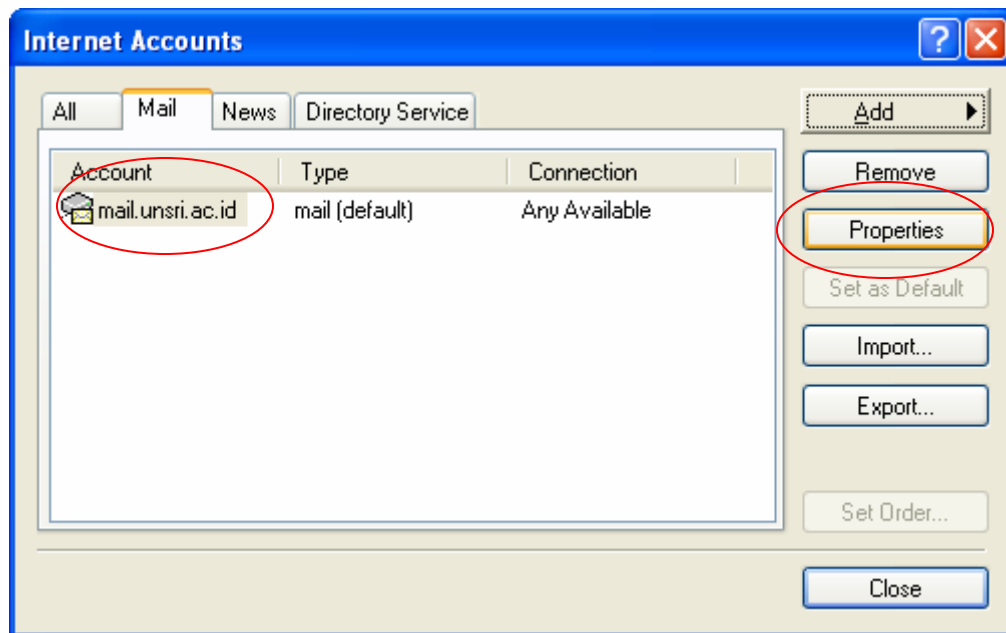 Internet Accounts
All Mail News Directory Service
Add
Account Type Connection
Remove
mail.unsri.ac.id mail (default) Any Available
Properties
Set as Default
Import...
Export...
Set Order...
Close